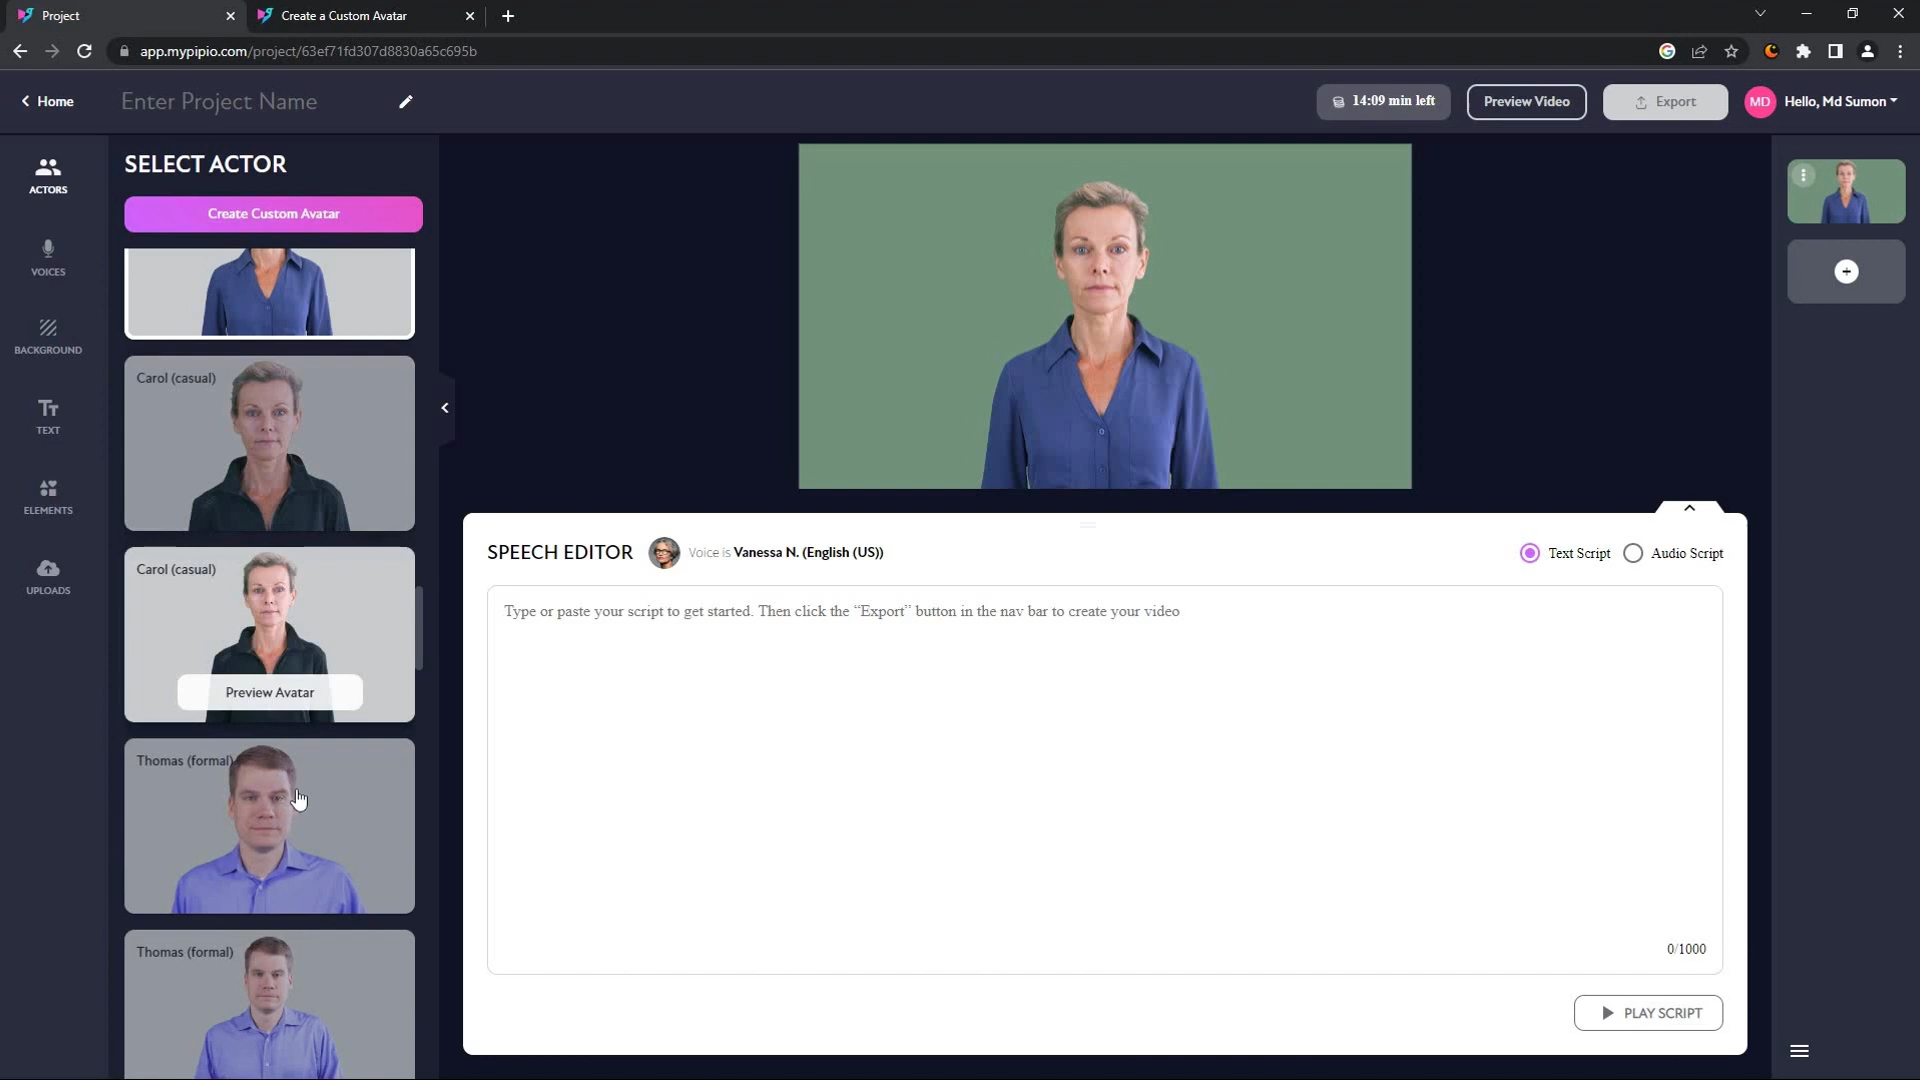 Project
Create a Custom Avatar
app.mypipio.com/project/63ef71fd307d8830a65c695b
Home
Enter Project Name
14:09 min left
Preview Video
Export
MD
Hello, Md Sumon
ACTORS
VOICES
BACKGROUND
TEXT
ELEMENTS
UPLOADS
SELECT ACTOR
Create Custom Avatar
Carol (casual)
Carol (casual)
Preview Avatar
Thomas (formal)
Thomas (formal)
SPEECH EDITOR
Voice is Vanessa N. (English (US))
Text Script
Audio Script
Type or paste your script to get started. Then click the “Export” button in the nav bar to create your video
0/1000
PLAY SCRIPT